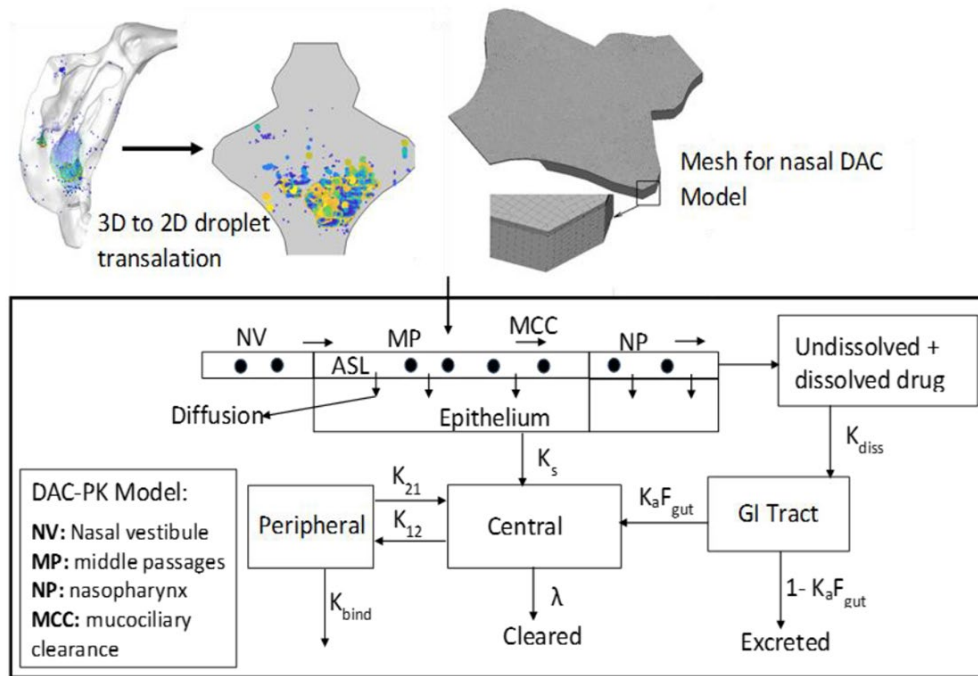 3D to 2D droplet
transalation
Mesh for nasal DAC
Model
NV
MP
MCC
NP
ASL
Diffusion
Epithelium
Undissolved +
dissolved drug
K_diss
K_s
DAC-PK Model:
NV: Nasal vestibule
MP: middle passages
NP: nasopharynx
MCC: mucociliary
clearance
Peripheral
K_21
K_12
Central
K_aF_gut
GI Tract
K_bind
λ
Cleared
1- K_aF_gut
Excreted